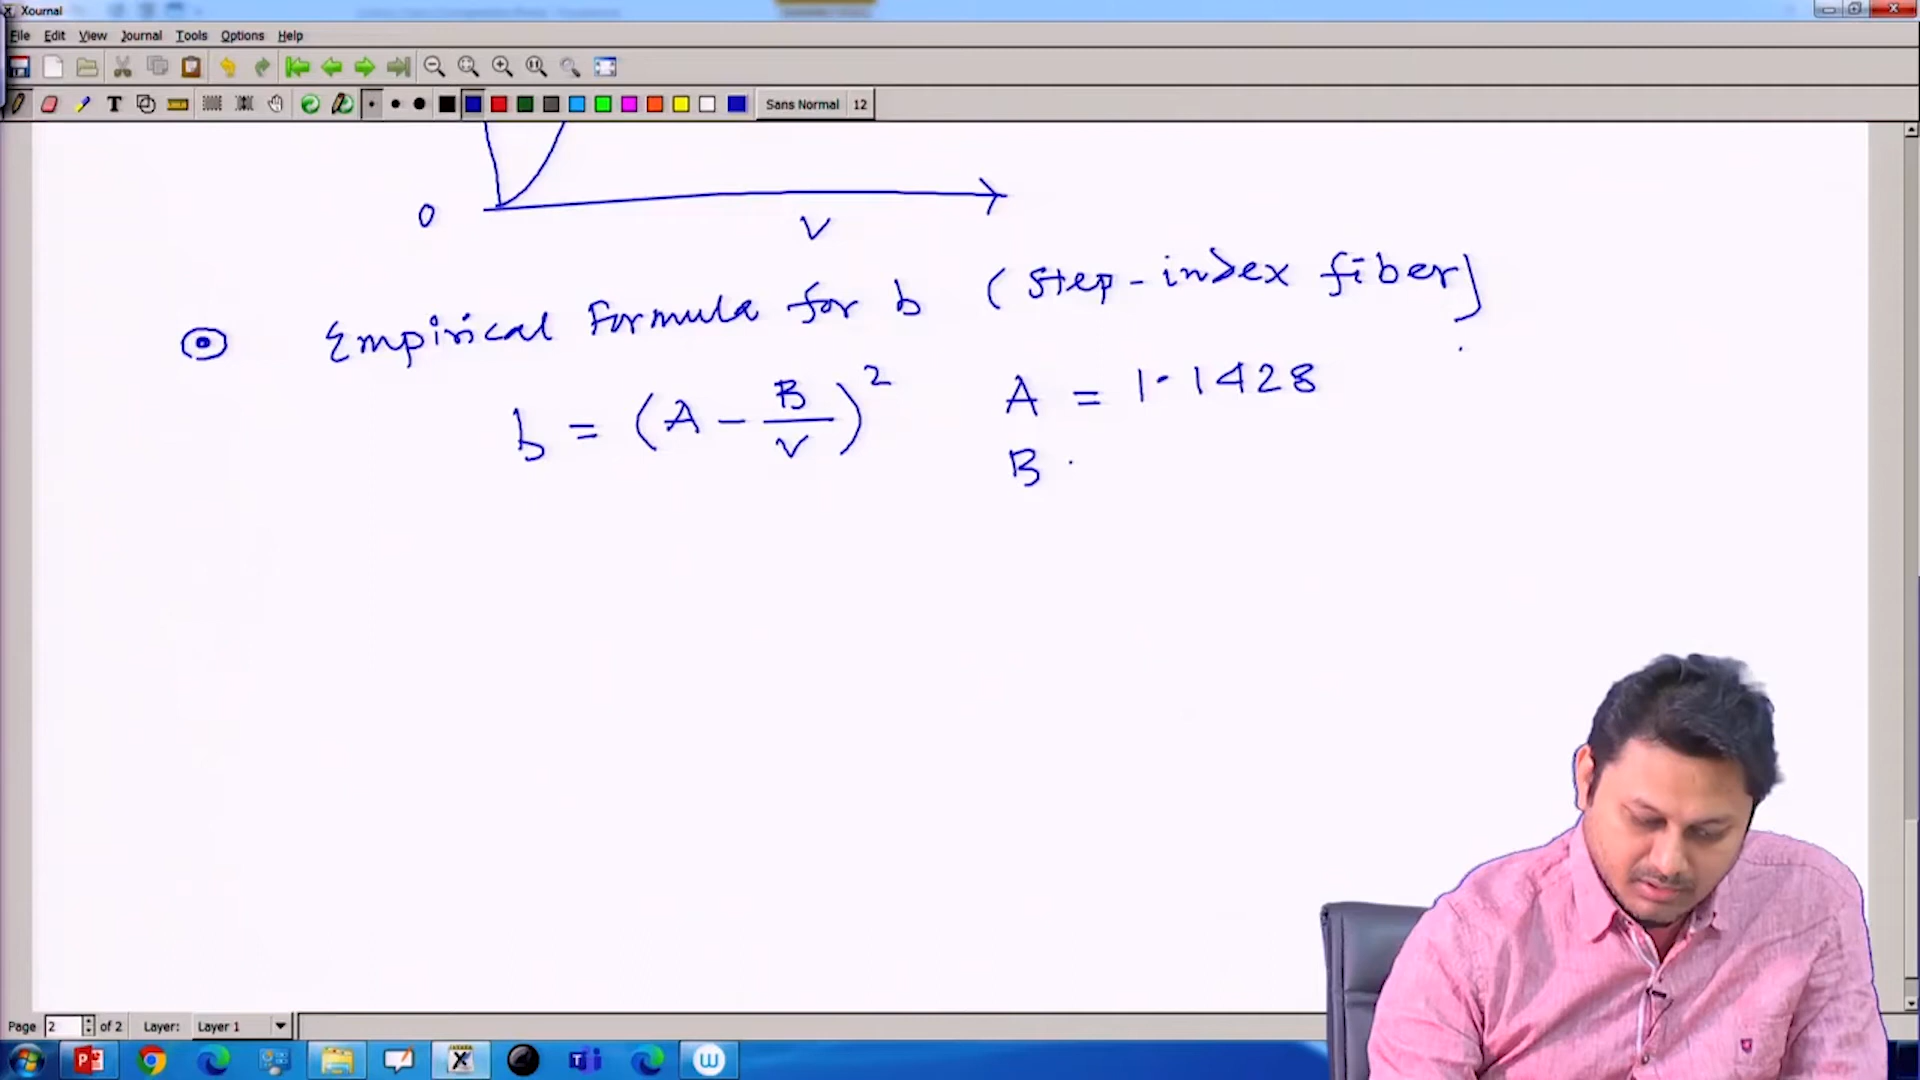 Xournal
File Edit View Journal Tools Options Help
T Sans Normal 12
0
V
Empirical Formula for b (Step-index fiber)
b = (A - B/V)² A = 1.1428
B
Page 2 of 2 Layer: Layer 1